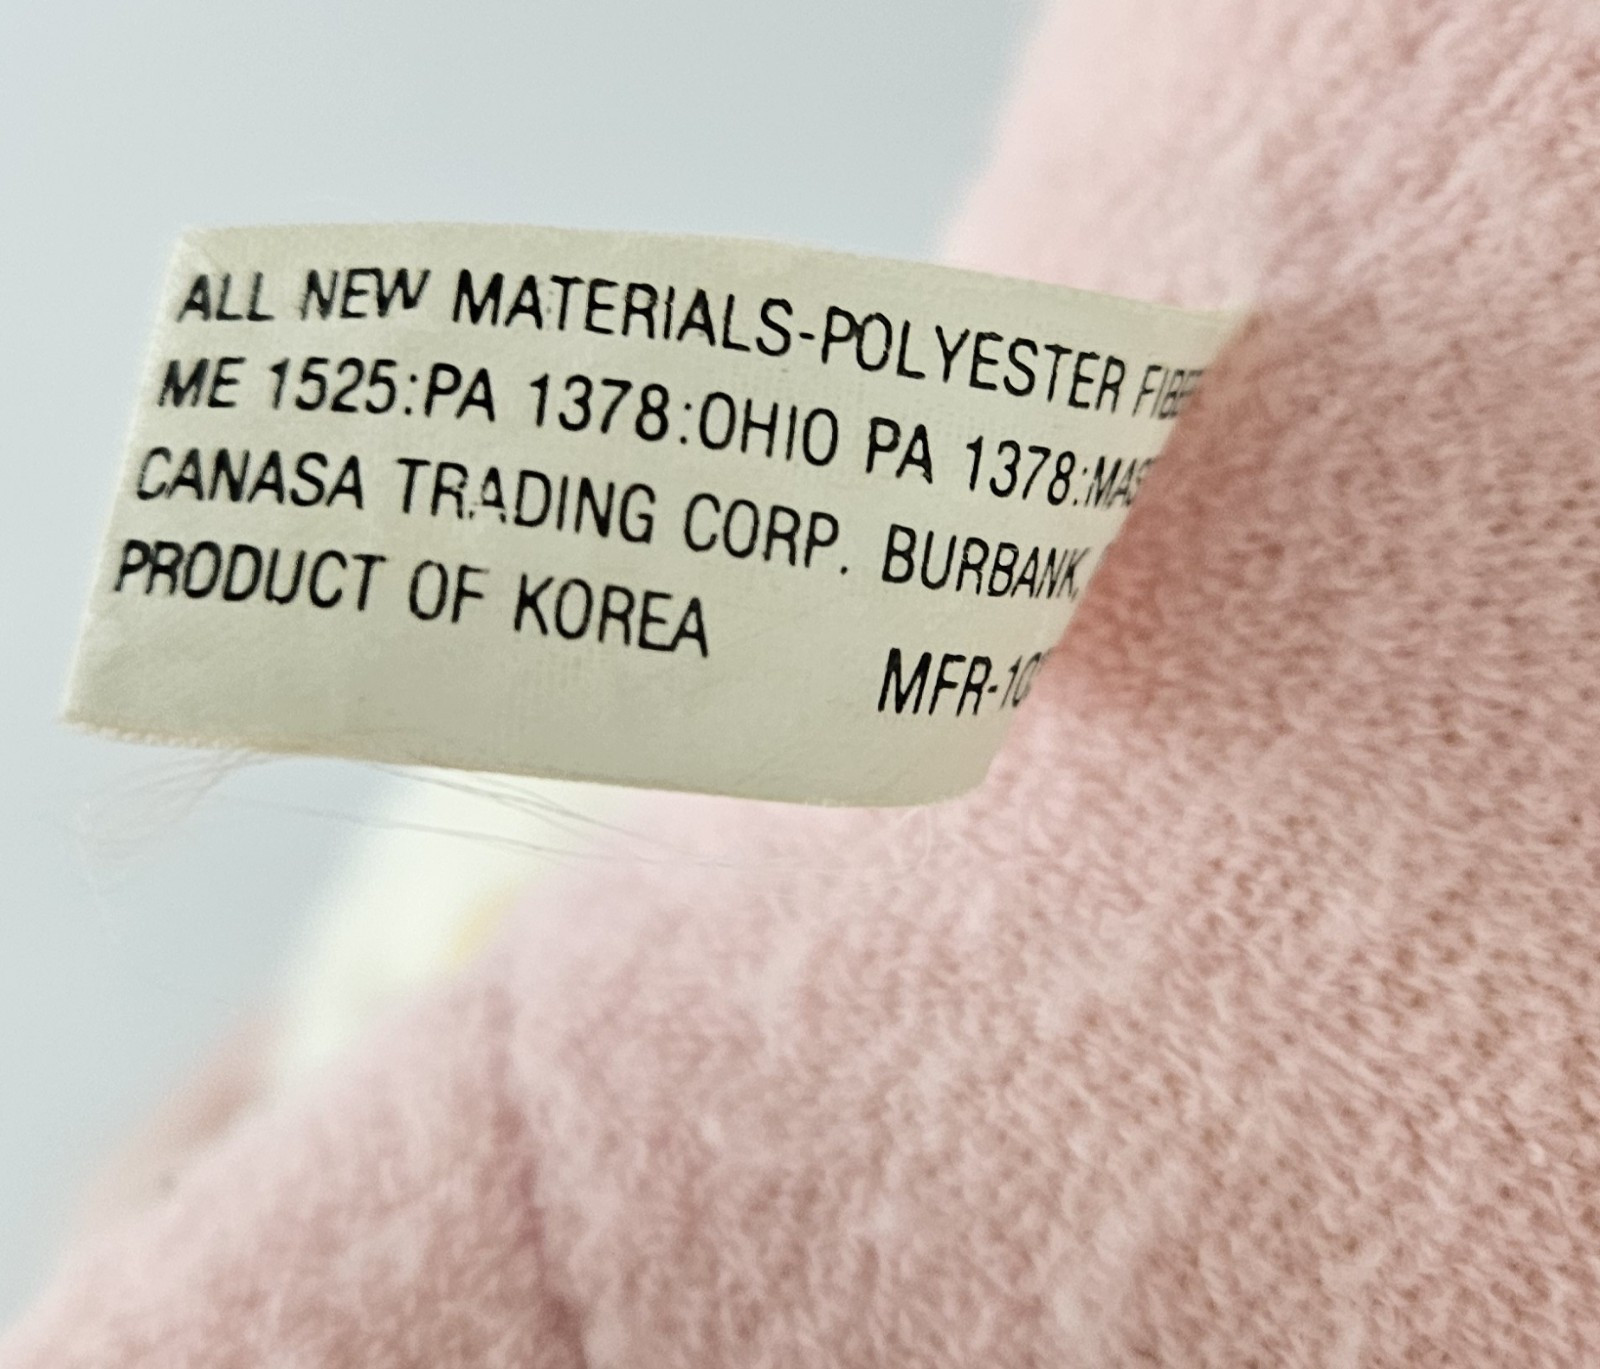 ALL NEW MATERIALS-POLYESTER
ME 1525:PA 1378:OHIO PA 1378:
CANASA TRADING CORP. BURBANK,
PRODUCT OF KOREA